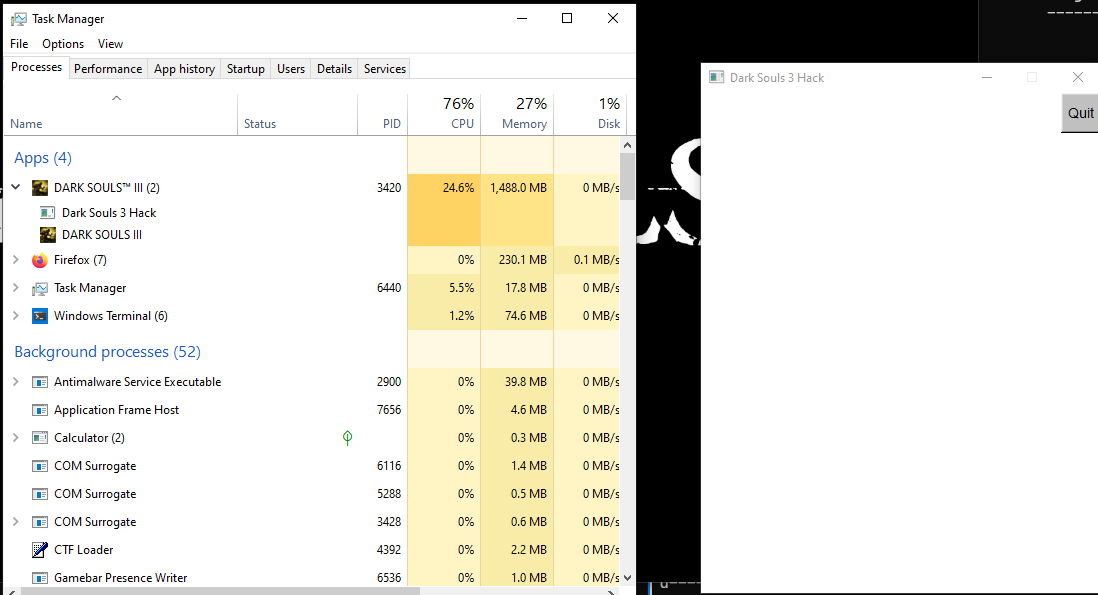 Task Manager
File Options View
Processes Performance App history Startup Users Details Services
76% 27% 1%
Name Status PID CPU Memory Disk
Apps (4)
DARK SOULS™ III (2) 3420 24.6% 1,488.0 MB 0 MB/s
Dark Souls 3 Hack
DARK SOULS III
Firefox (7) 0% 230.1 MB 0.1 MB/s
Task Manager 6440 5.5% 17.8 MB 0 MB/s
Windows Terminal (6) 1.2% 74.6 MB 0 MB/s
Background processes (52)
Antimalware Service Executable 2900 0% 39.8 MB 0 MB/s
Application Frame Host 7656 0% 4.6 MB 0 MB/s
Calculator (2) 0% 0.3 MB 0 MB/s
COM Surrogate 6116 0% 1.4 MB 0 MB/s
COM Surrogate 5288 0% 0.5 MB 0 MB/s
COM Surrogate 3428 0% 0.6 MB 0 MB/s
CTF Loader 4392 0% 2.2 MB 0 MB/s
Gamebar Presence Writer 6536 0% 1.0 MB 0 MB/s
Dark Souls 3 Hack
Quit